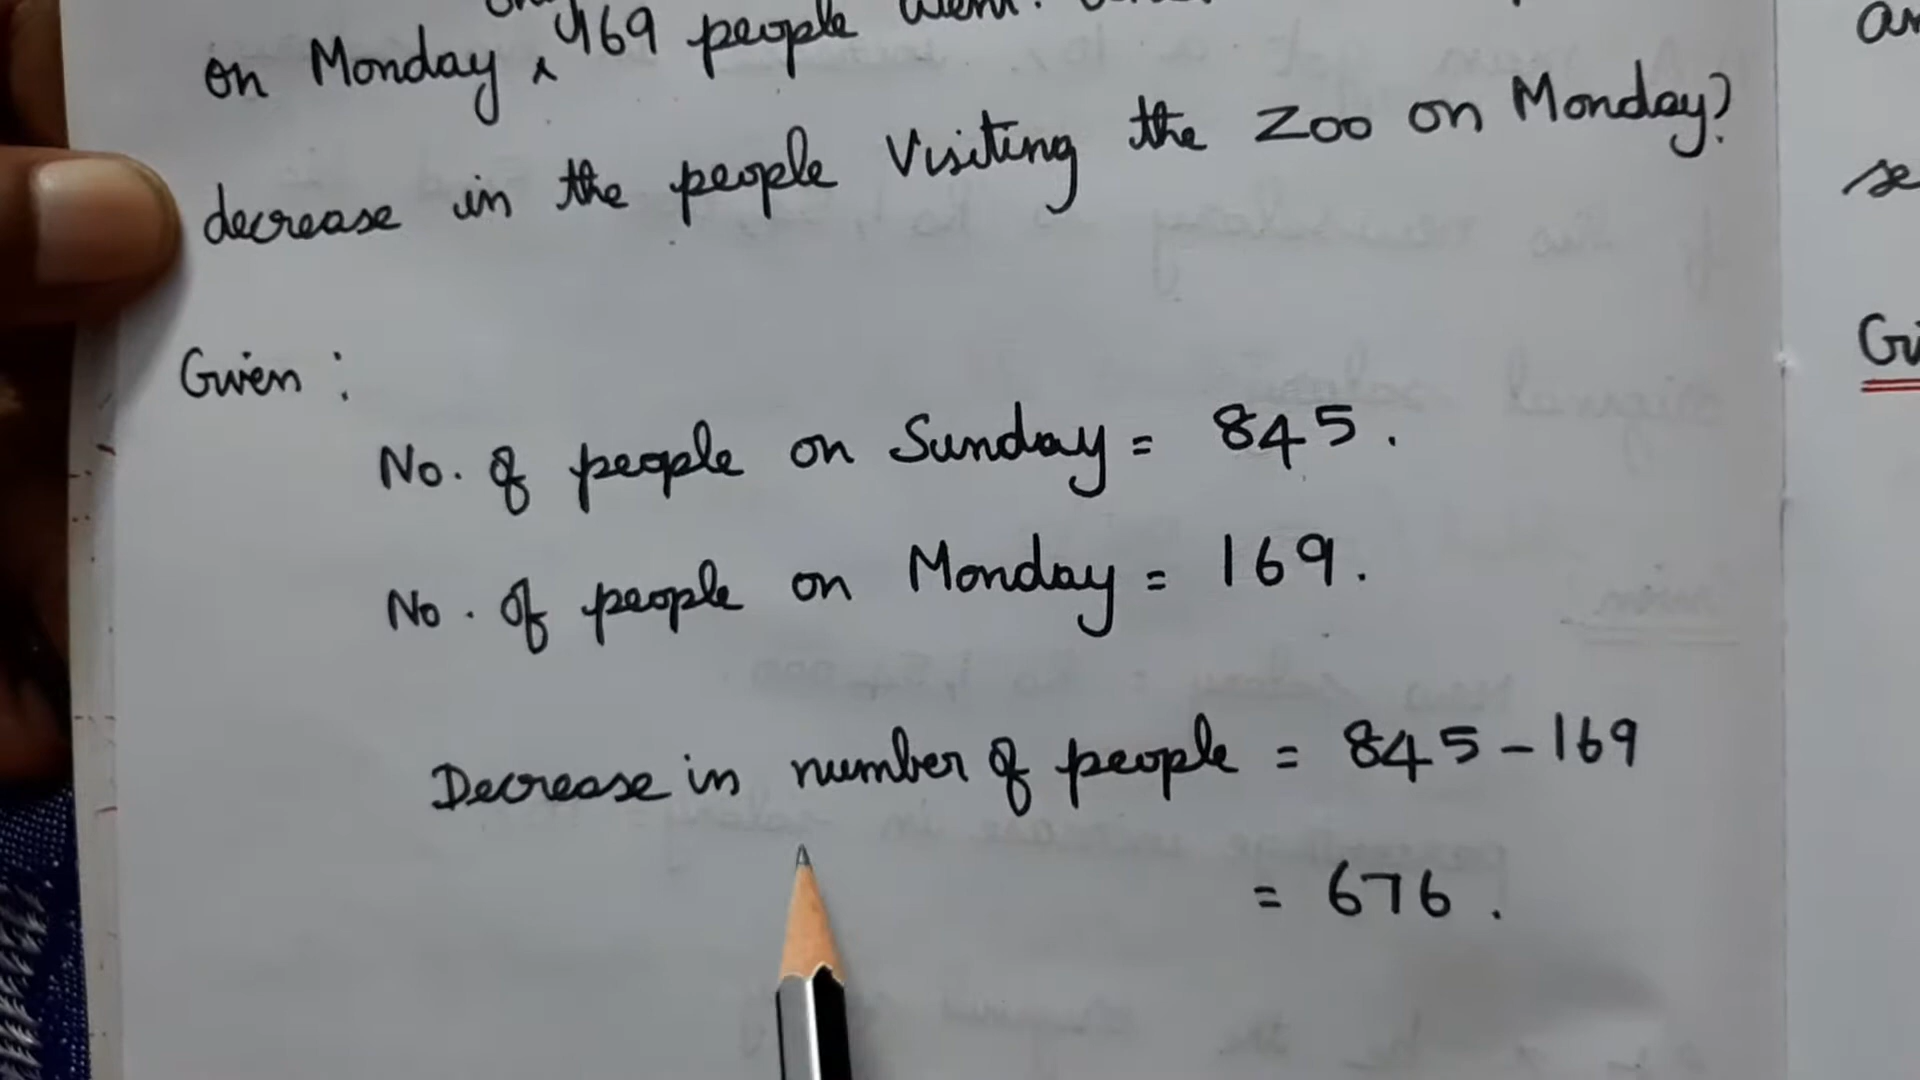 on Monday 169 people went.
decrease in the people Visiting the Zoo on Monday?
Given :
No. of people on Sunday = 845.
No. of people on Monday = 169.
Decrease in number of people = 845 - 169
= 676.